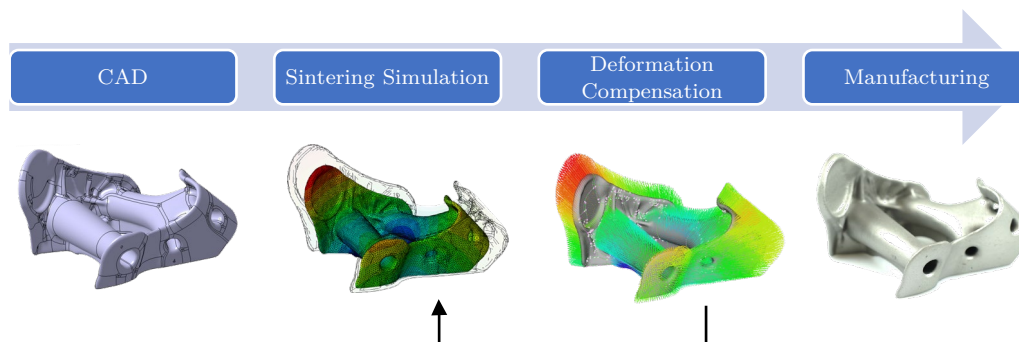 CAD
Sintering Simulation
Deformation
Compensation
Manufacturing